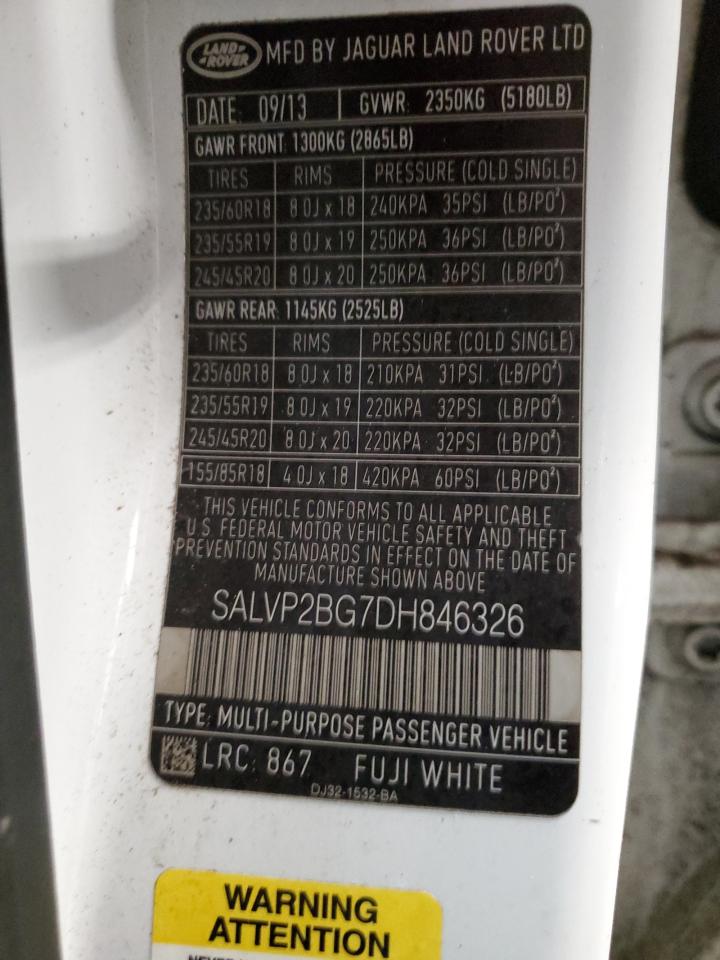 LAND ROVER MFD BY JAGUAR LAND ROVER LTD
DATE: 09/13 GVWR: 2350KG (5180LB)
GAWR FRONT: 1300KG (2865LB)
TIRES RIMS PRESSURE (COLD SINGLE)
235/60R18 8.0J x 18 240KPA 35PSI (LB/PO²)
235/55R19 8.0J x 19 250KPA 36PSI (LB/PO²)
245/45R20 8.0J x 20 250KPA 36PSI (LB/PO²)
GAWR REAR: 1145KG (2525LB)
TIRES RIMS PRESSURE (COLD SINGLE)
235/60R18 8.0J x 18 210KPA 31PSI (LB/PO²)
235/55R19 8.0J x 19 220KPA 32PSI (LB/PO²)
245/45R20 8.0J x 20 220KPA 32PSI (LB/PO²)
155/85R18 4.0J x 18 420KPA 60PSI (LB/PO²)
THIS VEHICLE CONFORMS TO ALL APPLICABLE
U.S. FEDERAL MOTOR VEHICLE SAFETY AND THEFT
PREVENTION STANDARDS IN EFFECT ON THE DATE OF
MANUFACTURE SHOWN ABOVE
SALVP2BG7DH846326
TYPE: MULTI-PURPOSE PASSENGER VEHICLE
LRC: 867 FUJI WHITE
DJ32-1532-BA
WARNING
ATTENTION